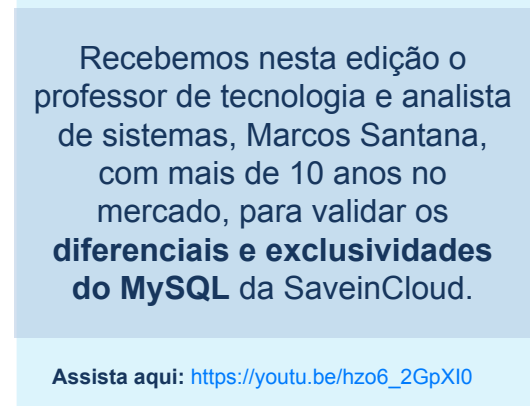 Recebemos nesta edição o
professor de tecnologia e analista
de sistemas, Marcos Santana,
com mais de 10 anos no
mercado, para validar os
diferenciais e exclusividades
do MySQL da SaveinCloud.
Assista aqui: https://youtu.be/hzo6_2GpXI0